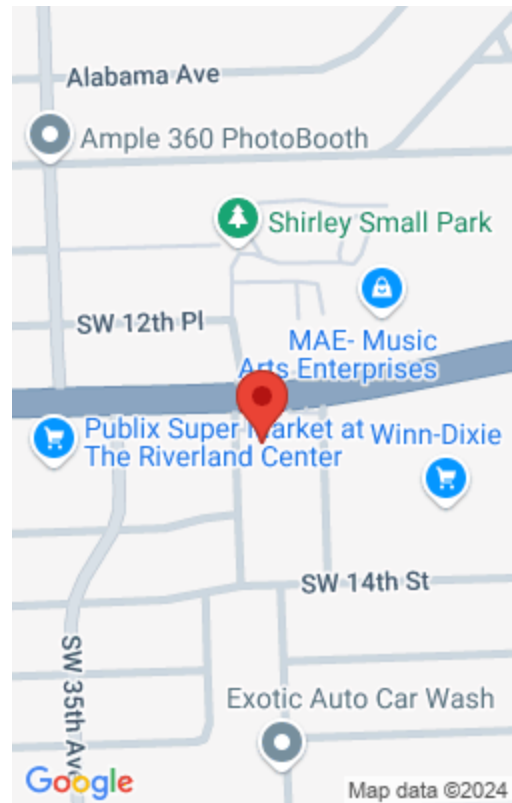 Alabama Ave
Ample 360 PhotoBooth
Shirley Small Park
SW 12th Pl
MAE- Music
Arts Enterprises
Publix Super Market at
The Riverland Center
Winn-Dixie
SW 14th St
SW 35th Ave
Exotic Auto Car Wash
Google
Map data ©2024